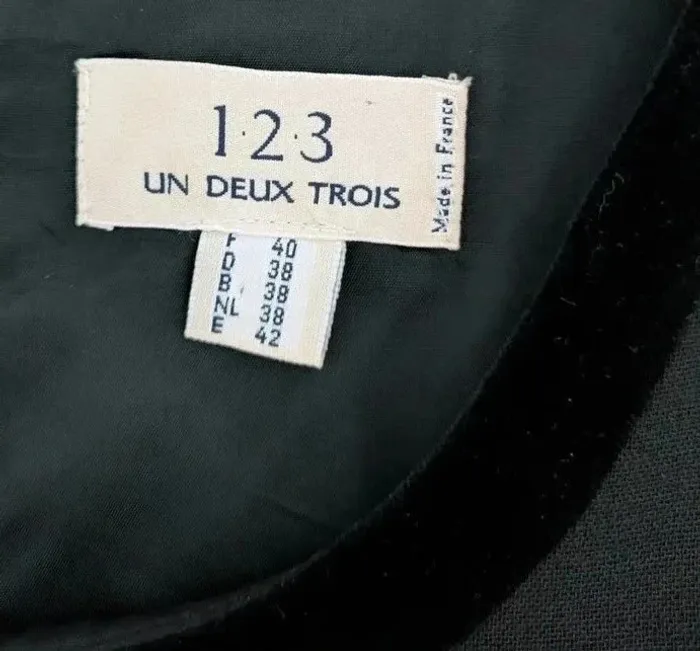 1·2·3
UN DEUX TROIS
Made in France
F 40
D 38
B 38
NL 38
E 42